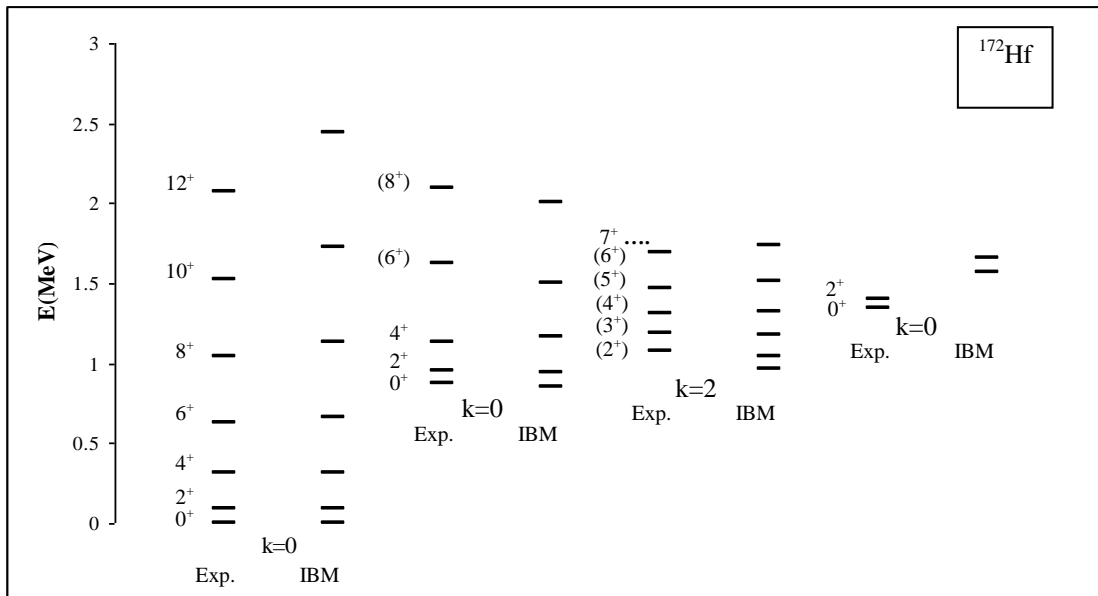 ¹⁷²Hf
E(MeV)
3
2.5
2
1.5
1
0.5
0
12⁺
10⁺
8⁺
6⁺
4⁺
2⁺
0⁺
k=0
Exp.
IBM
(8⁺)
(6⁺)
4⁺
2⁺
0⁺
k=0
Exp.
IBM
7⁺ ....
(6⁺)
(5⁺)
(4⁺)
(3⁺)
(2⁺)
k=2
Exp.
IBM
2⁺
0⁺
k=0
Exp.
IBM